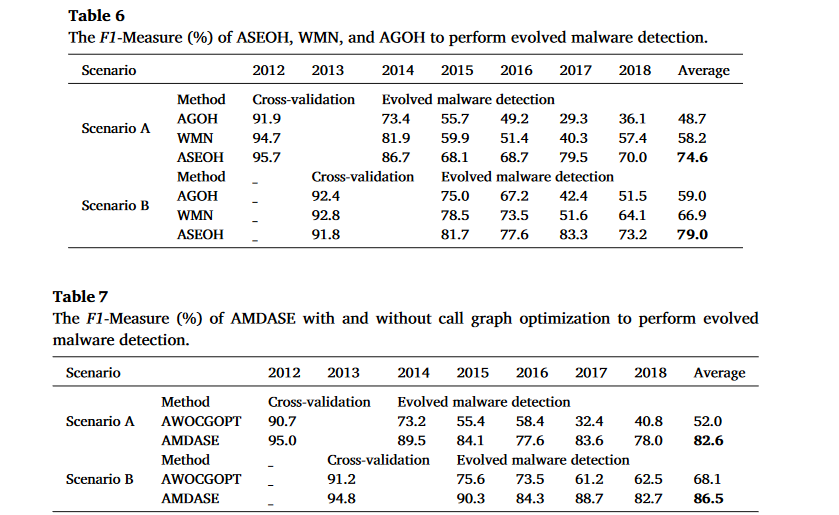 Table 6
The F1-Measure (%) of ASEOH, WMN, and AGOH to perform evolved malware detection.
Scenario 2012 2013 2014 2015 2016 2017 2018 Average
Method Cross-validation Evolved malware detection
Scenario A
AGOH 91.9 73.4 55.7 49.2 29.3 36.1 48.7
WMN 94.7 81.9 59.9 51.4 40.3 57.4 58.2
ASEOH 95.7 86.7 68.1 68.7 79.5 70.0 74.6
Method _ Cross-validation Evolved malware detection
Scenario B
AGOH _ 92.4 75.0 67.2 42.4 51.5 59.0
WMN _ 92.8 78.5 73.5 51.6 64.1 66.9
ASEOH _ 91.8 81.7 77.6 83.3 73.2 79.0
Table 7
The F1-Measure (%) of AMDASE with and without call graph optimization to perform evolved
malware detection.
Scenario 2012 2013 2014 2015 2016 2017 2018 Average
Method Cross-validation Evolved malware detection
Scenario A AWOCGOPT 90.7 73.2 55.4 58.4 32.4 40.8 52.0
AMDASE 95.0 89.5 84.1 77.6 83.6 78.0 82.6
Method _ Cross-validation Evolved malware detection
Scenario B AWOCGOPT _ 91.2 75.6 73.5 61.2 62.5 68.1
AMDASE _ 94.8 90.3 84.3 88.7 82.7 86.5